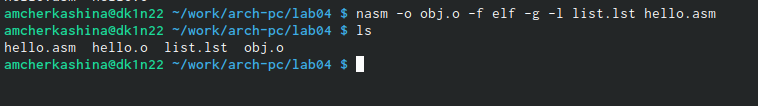 amcherkashina@dk1n22 ~/work/arch-pc/lab04 $ nasm -o obj.o -f elf -g -l list.lst hello.asm
amcherkashina@dk1n22 ~/work/arch-pc/lab04 $ ls
hello.asm  hello.o  list.lst  obj.o
amcherkashina@dk1n22 ~/work/arch-pc/lab04 $